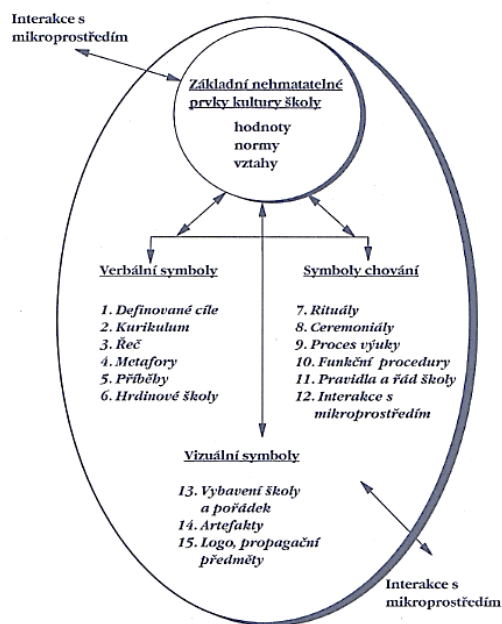 Interakce s
mikroprostředím
Základní nehmatatelné
prvky kultury školy
hodnoty
normy
vztahy
Verbální symboly
1. Definované cíle
2. Kurikulum
3. Řeč
4. Metafory
5. Příběhy
6. Hrdinové školy
Symboly chování
7. Rituály
8. Ceremoniály
9. Proces výuky
10. Funkční procedury
11. Pravidla a řád školy
12. Interakce s
mikroprostředím
Vizuální symboly
13. Vybavení školy
a pořádek
14. Artefakty
15. Logo, propagační
předměty
Interakce s
mikroprostředím